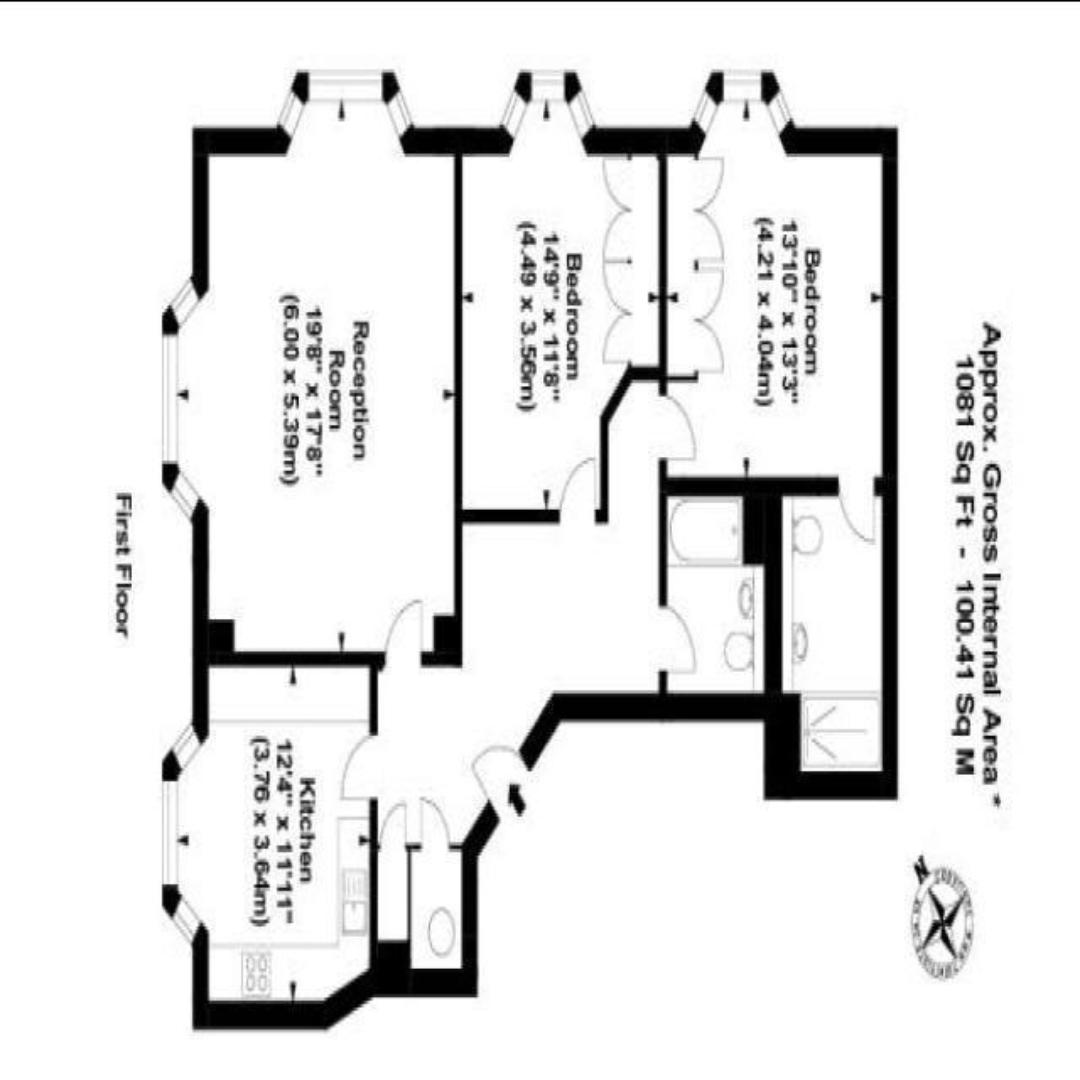 Approx. Gross Internal Area *
1081 Sq Ft - 100.41 Sq M
Bedroom
13'10" x 13'3"
(4.21 x 4.04m)
Bedroom
14'9" x 11'8"
(4.49 x 3.56m)
Reception
Room
19'8" x 17'8"
(6.00 x 5.39m)
Kitchen
12'4" x 11'11"
(3.76 x 3.64m)
First Floor
N